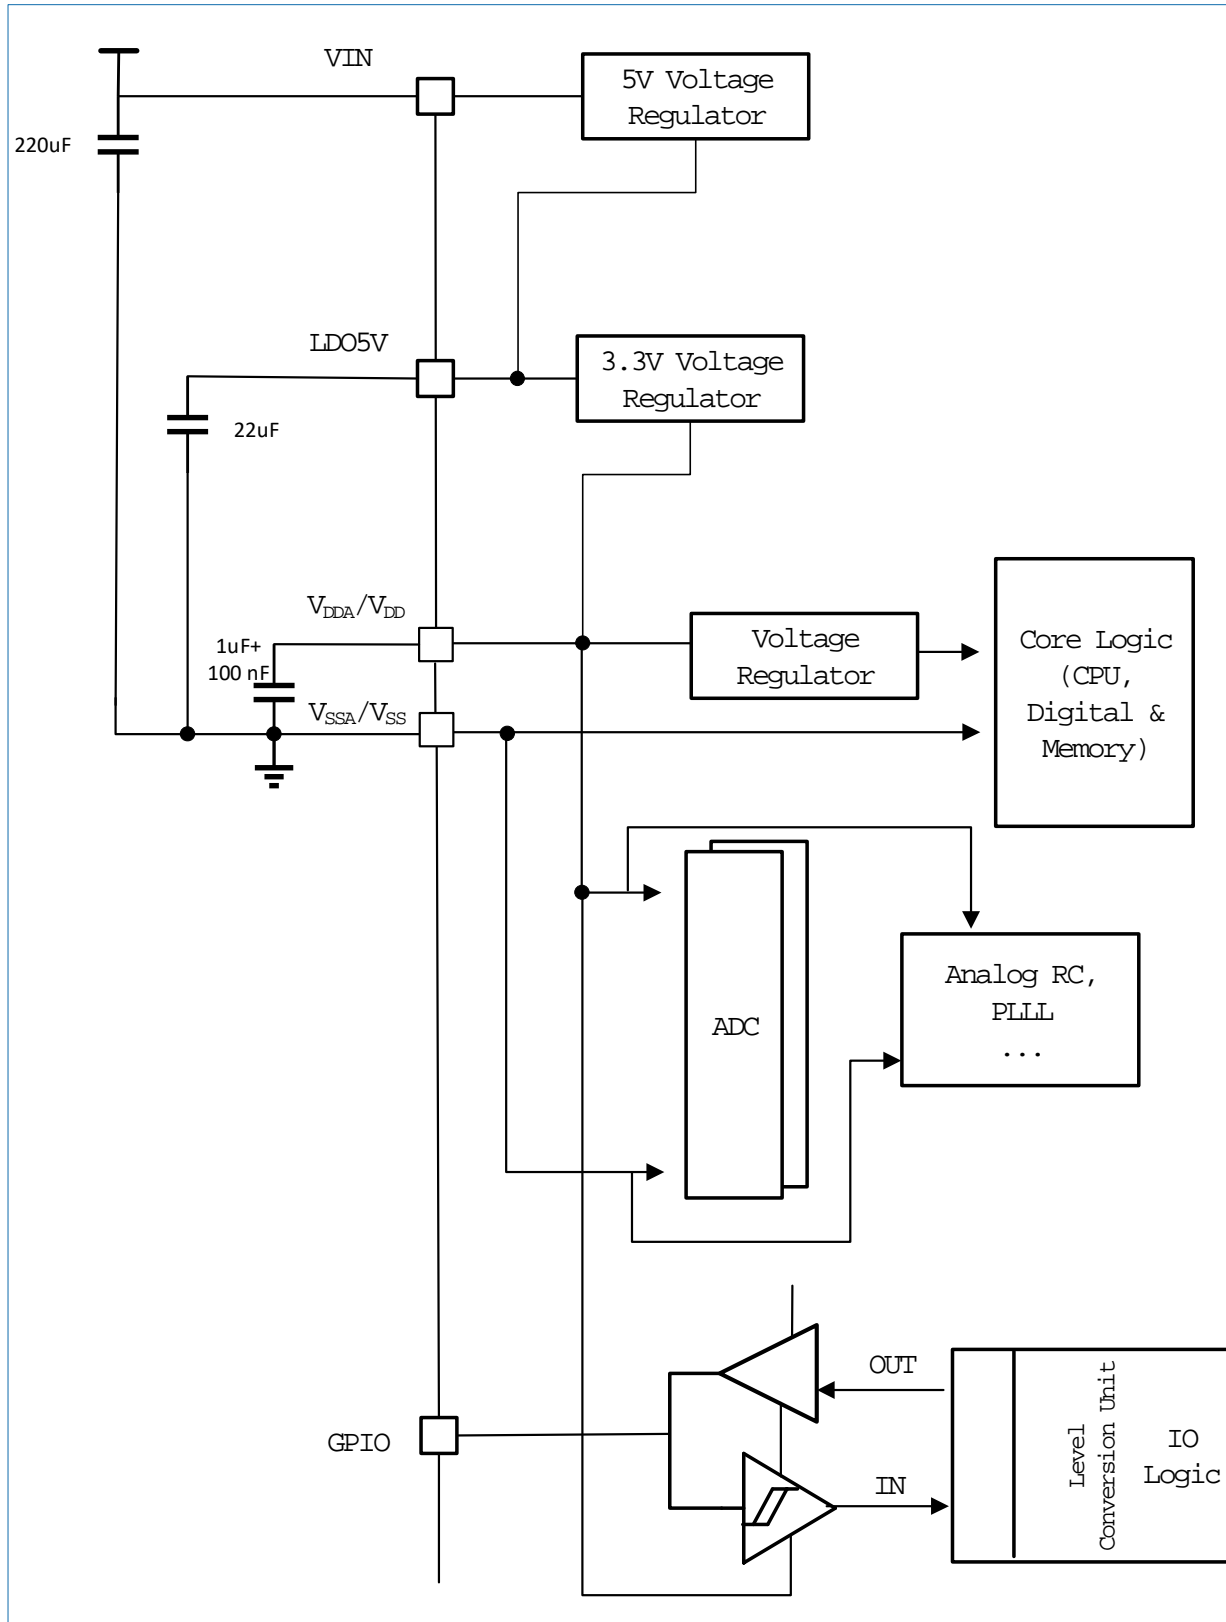 VIN
5V Voltage
Regulator
220uF
LDO5V
3.3V Voltage
Regulator
22uF
VDDA/VDD
1uF+
100 nF
Voltage
Regulator
Core Logic
(CPU,
Digital &
Memory)
VSSA/VSS
ADC
Analog RC,
PLLL
...
OUT
GPIO
Level
Conversion Unit
IO
Logic
IN